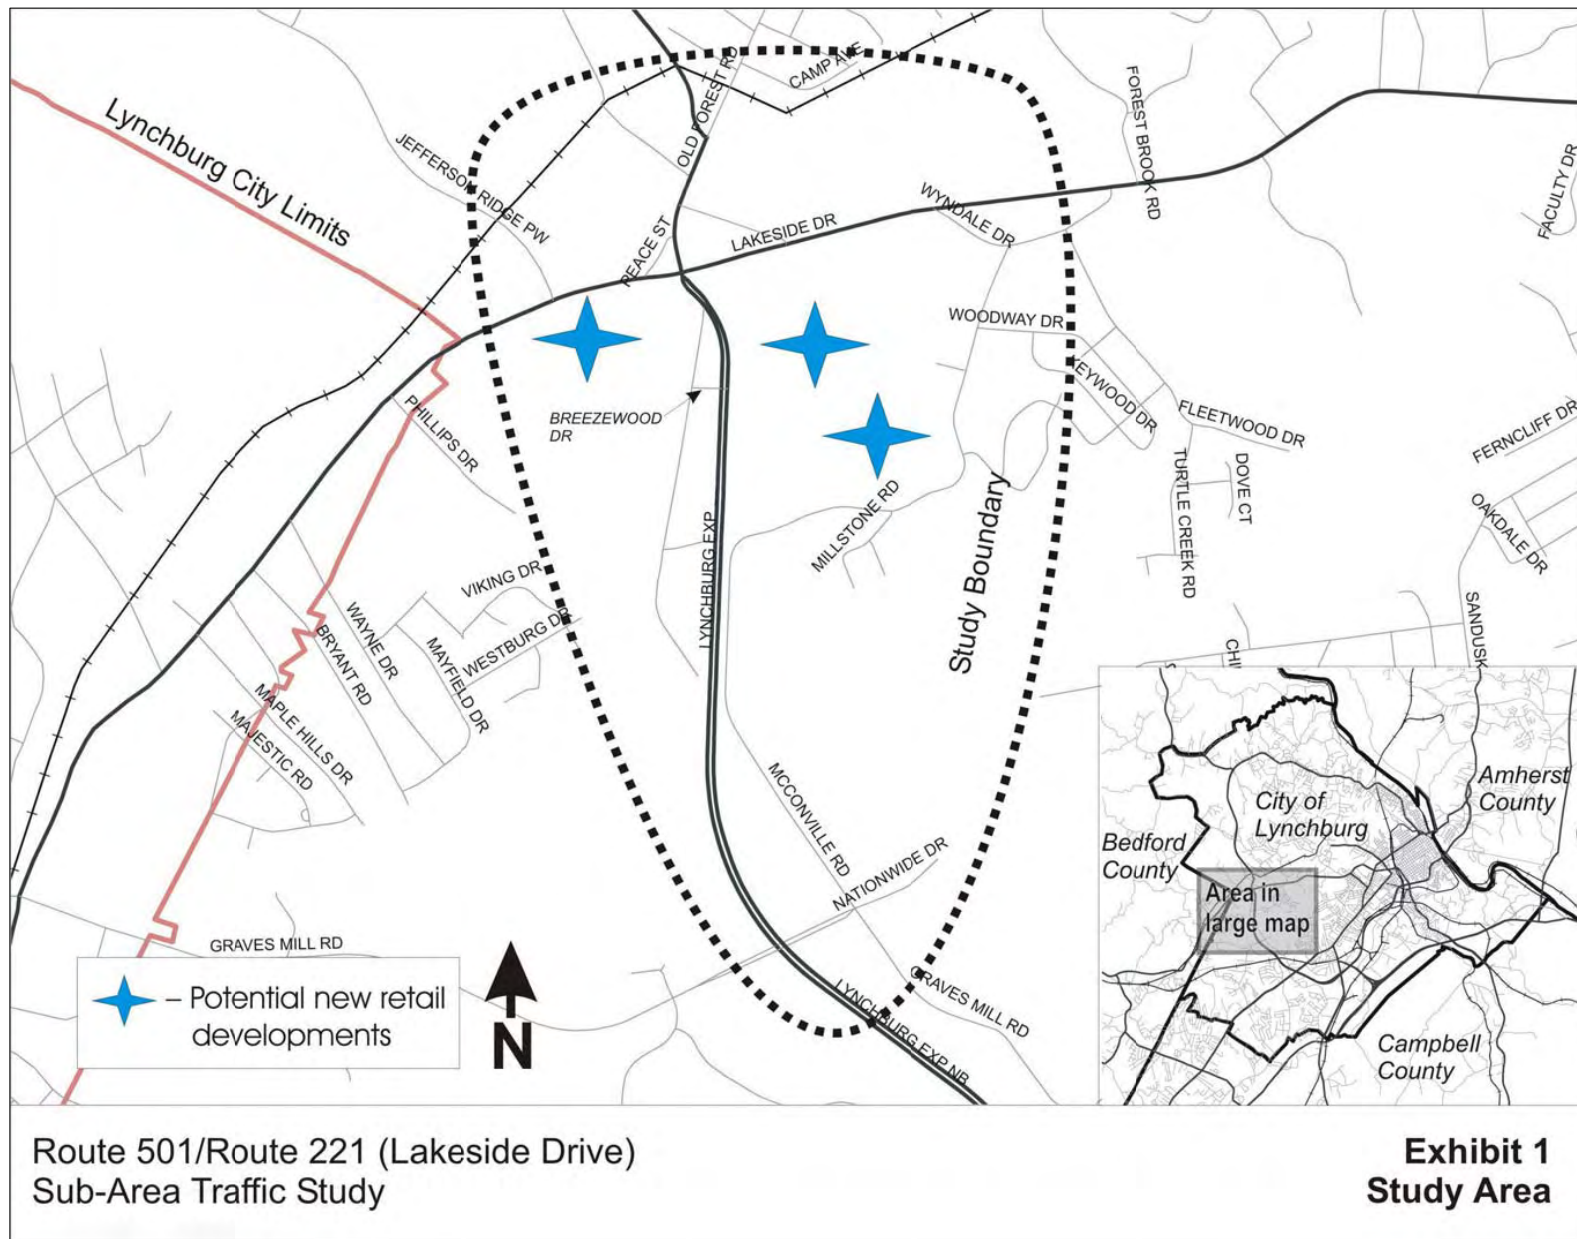 CAMP AVE
OLD FOREST RD
FOREST BROOK RD
Lynchburg City Limits
JEFFERSON RIDGE PW
FACULTY DR
WYNDALE DR
PEACE ST
LAKESIDE DR
WOODWAY DR
KEYWOOD DR
BREEZEWOOD
DR
PHILLIPS DR
FLEETWOOD DR
FERNCLIFF DR
TURTLE CREEK RD
DOVE CT
MILLSTONE RD
Study Boundary
OAKDALE DR
LYNCHBURG EXP
VIKING DR
WESTBURG DR
WAYNE DR
BRYANT RD
MAYFIELD DR
SANDUSK
MAPLE HILLS DR
MAJESTIC RD
MCCONVILLE RD
NATIONWIDE DR
GRAVES MILL RD
GRAVES MILL RD
LYNCHBURG EXP NB
– Potential new retail
developments
N
City of
Lynchburg
Amherst
County
Bedford
County
Area in
large map
Campbell
County
Route 501/Route 221 (Lakeside Drive)
Sub-Area Traffic Study
Exhibit 1
Study Area